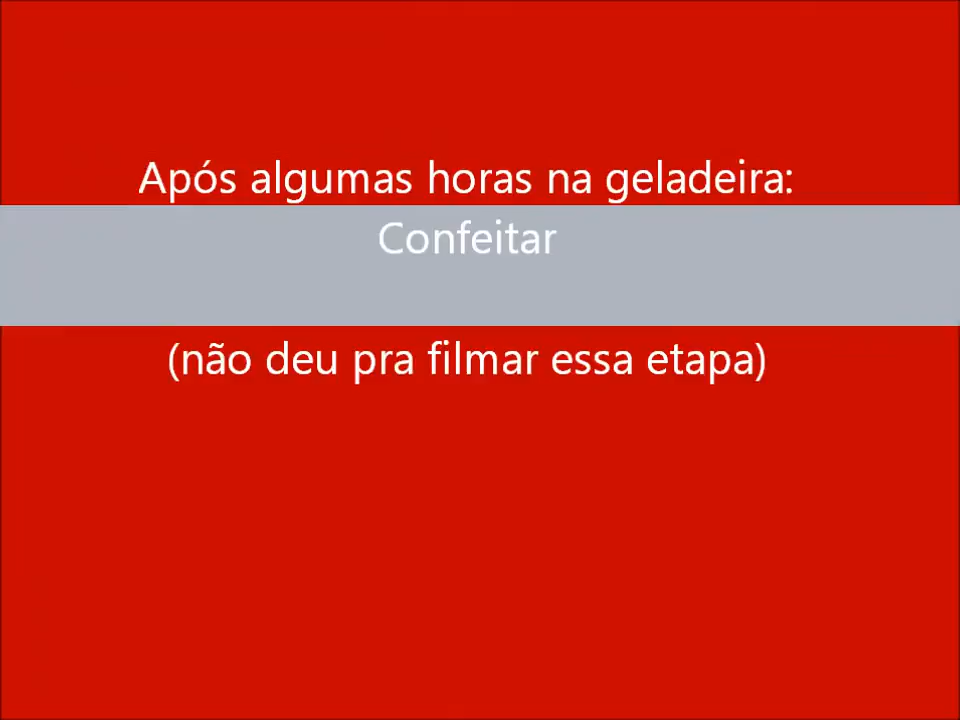 Após algumas horas na geladeira:
Confeitar
(não deu pra filmar essa etapa)